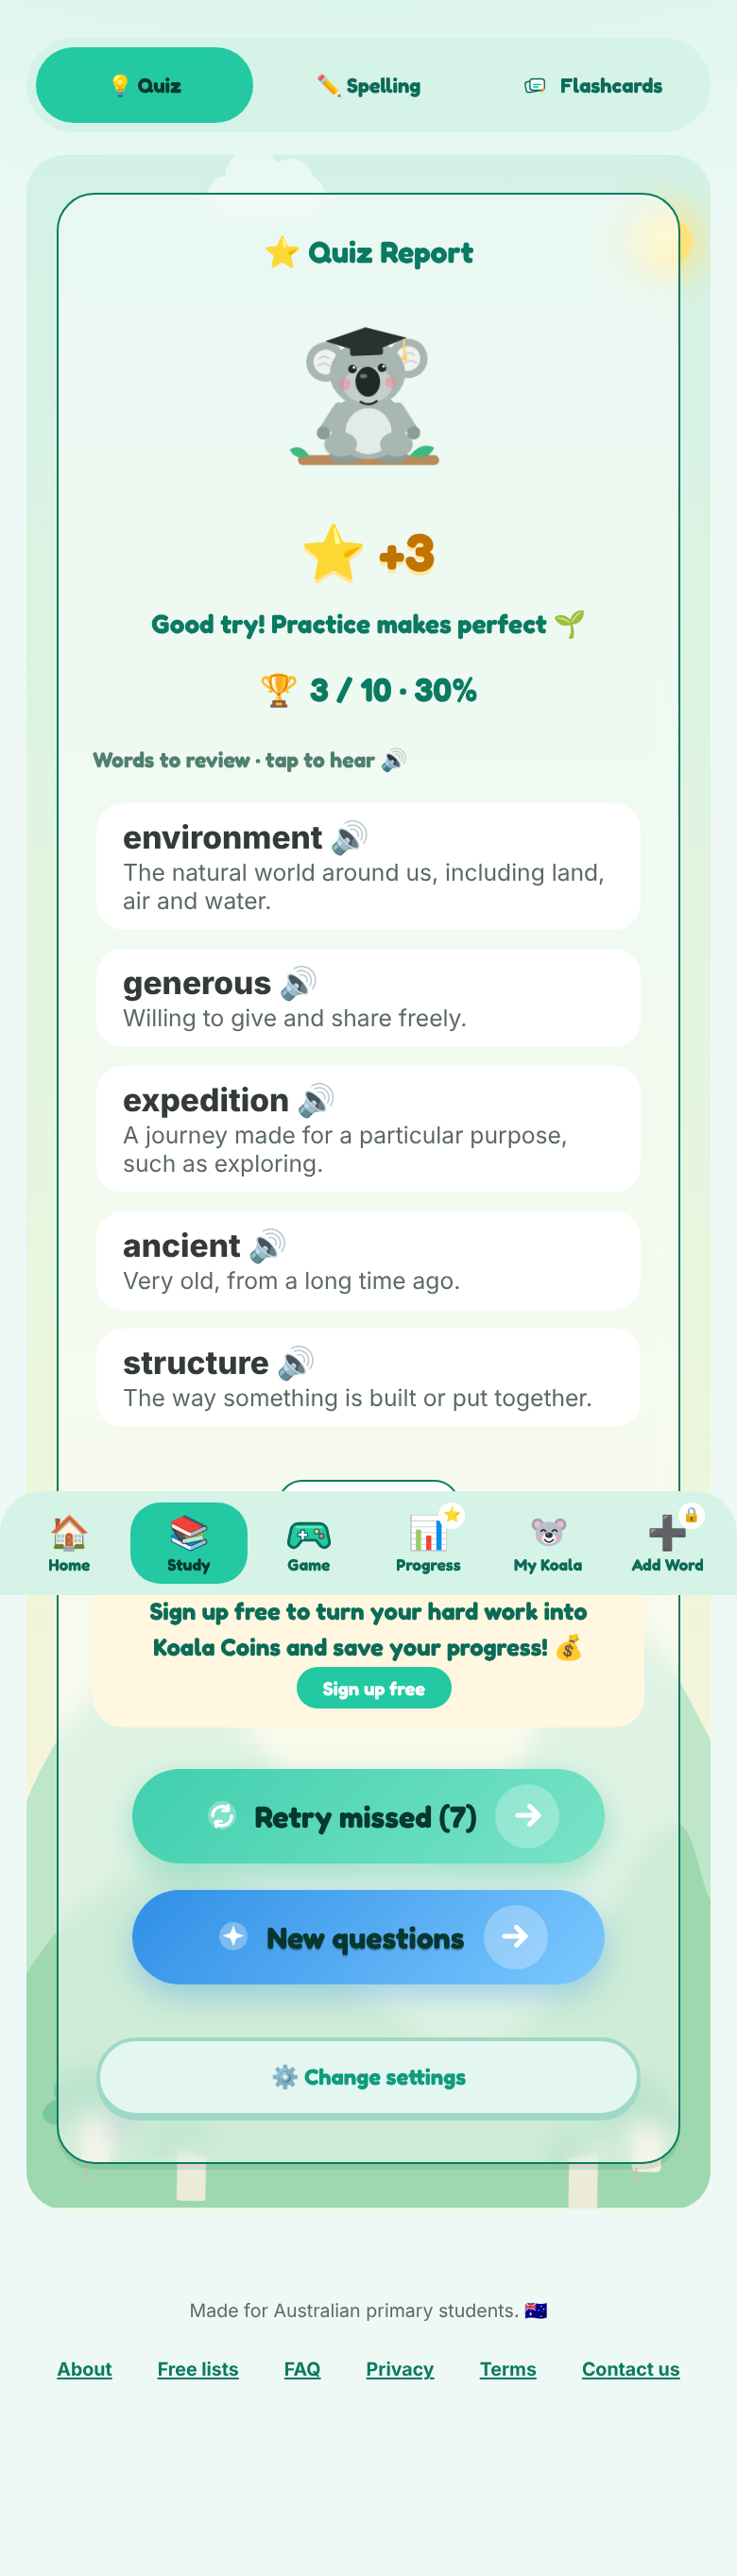 💡 Quiz
✏️ Spelling
Flashcards
⭐ Quiz Report
⭐ +3
Good try! Practice makes perfect 🌱
🏆 3 / 10 · 30%
Words to review · tap to hear 🔊
environment 🔊
The natural world around us, including land,
air and water.
generous 🔊
Willing to give and share freely.
expedition 🔊
A journey made for a particular purpose,
such as exploring.
ancient 🔊
Very old, from a long time ago.
structure 🔊
The way something is built or put together.
Home
Study
Game
Progress
My Koala
Add Word
Sign up free to turn your hard work into
Koala Coins and save your progress! 💰
Sign up free
Retry missed (7)
New questions
⚙️ Change settings
Made for Australian primary students. 🇦🇺
About
Free lists
FAQ
Privacy
Terms
Contact us